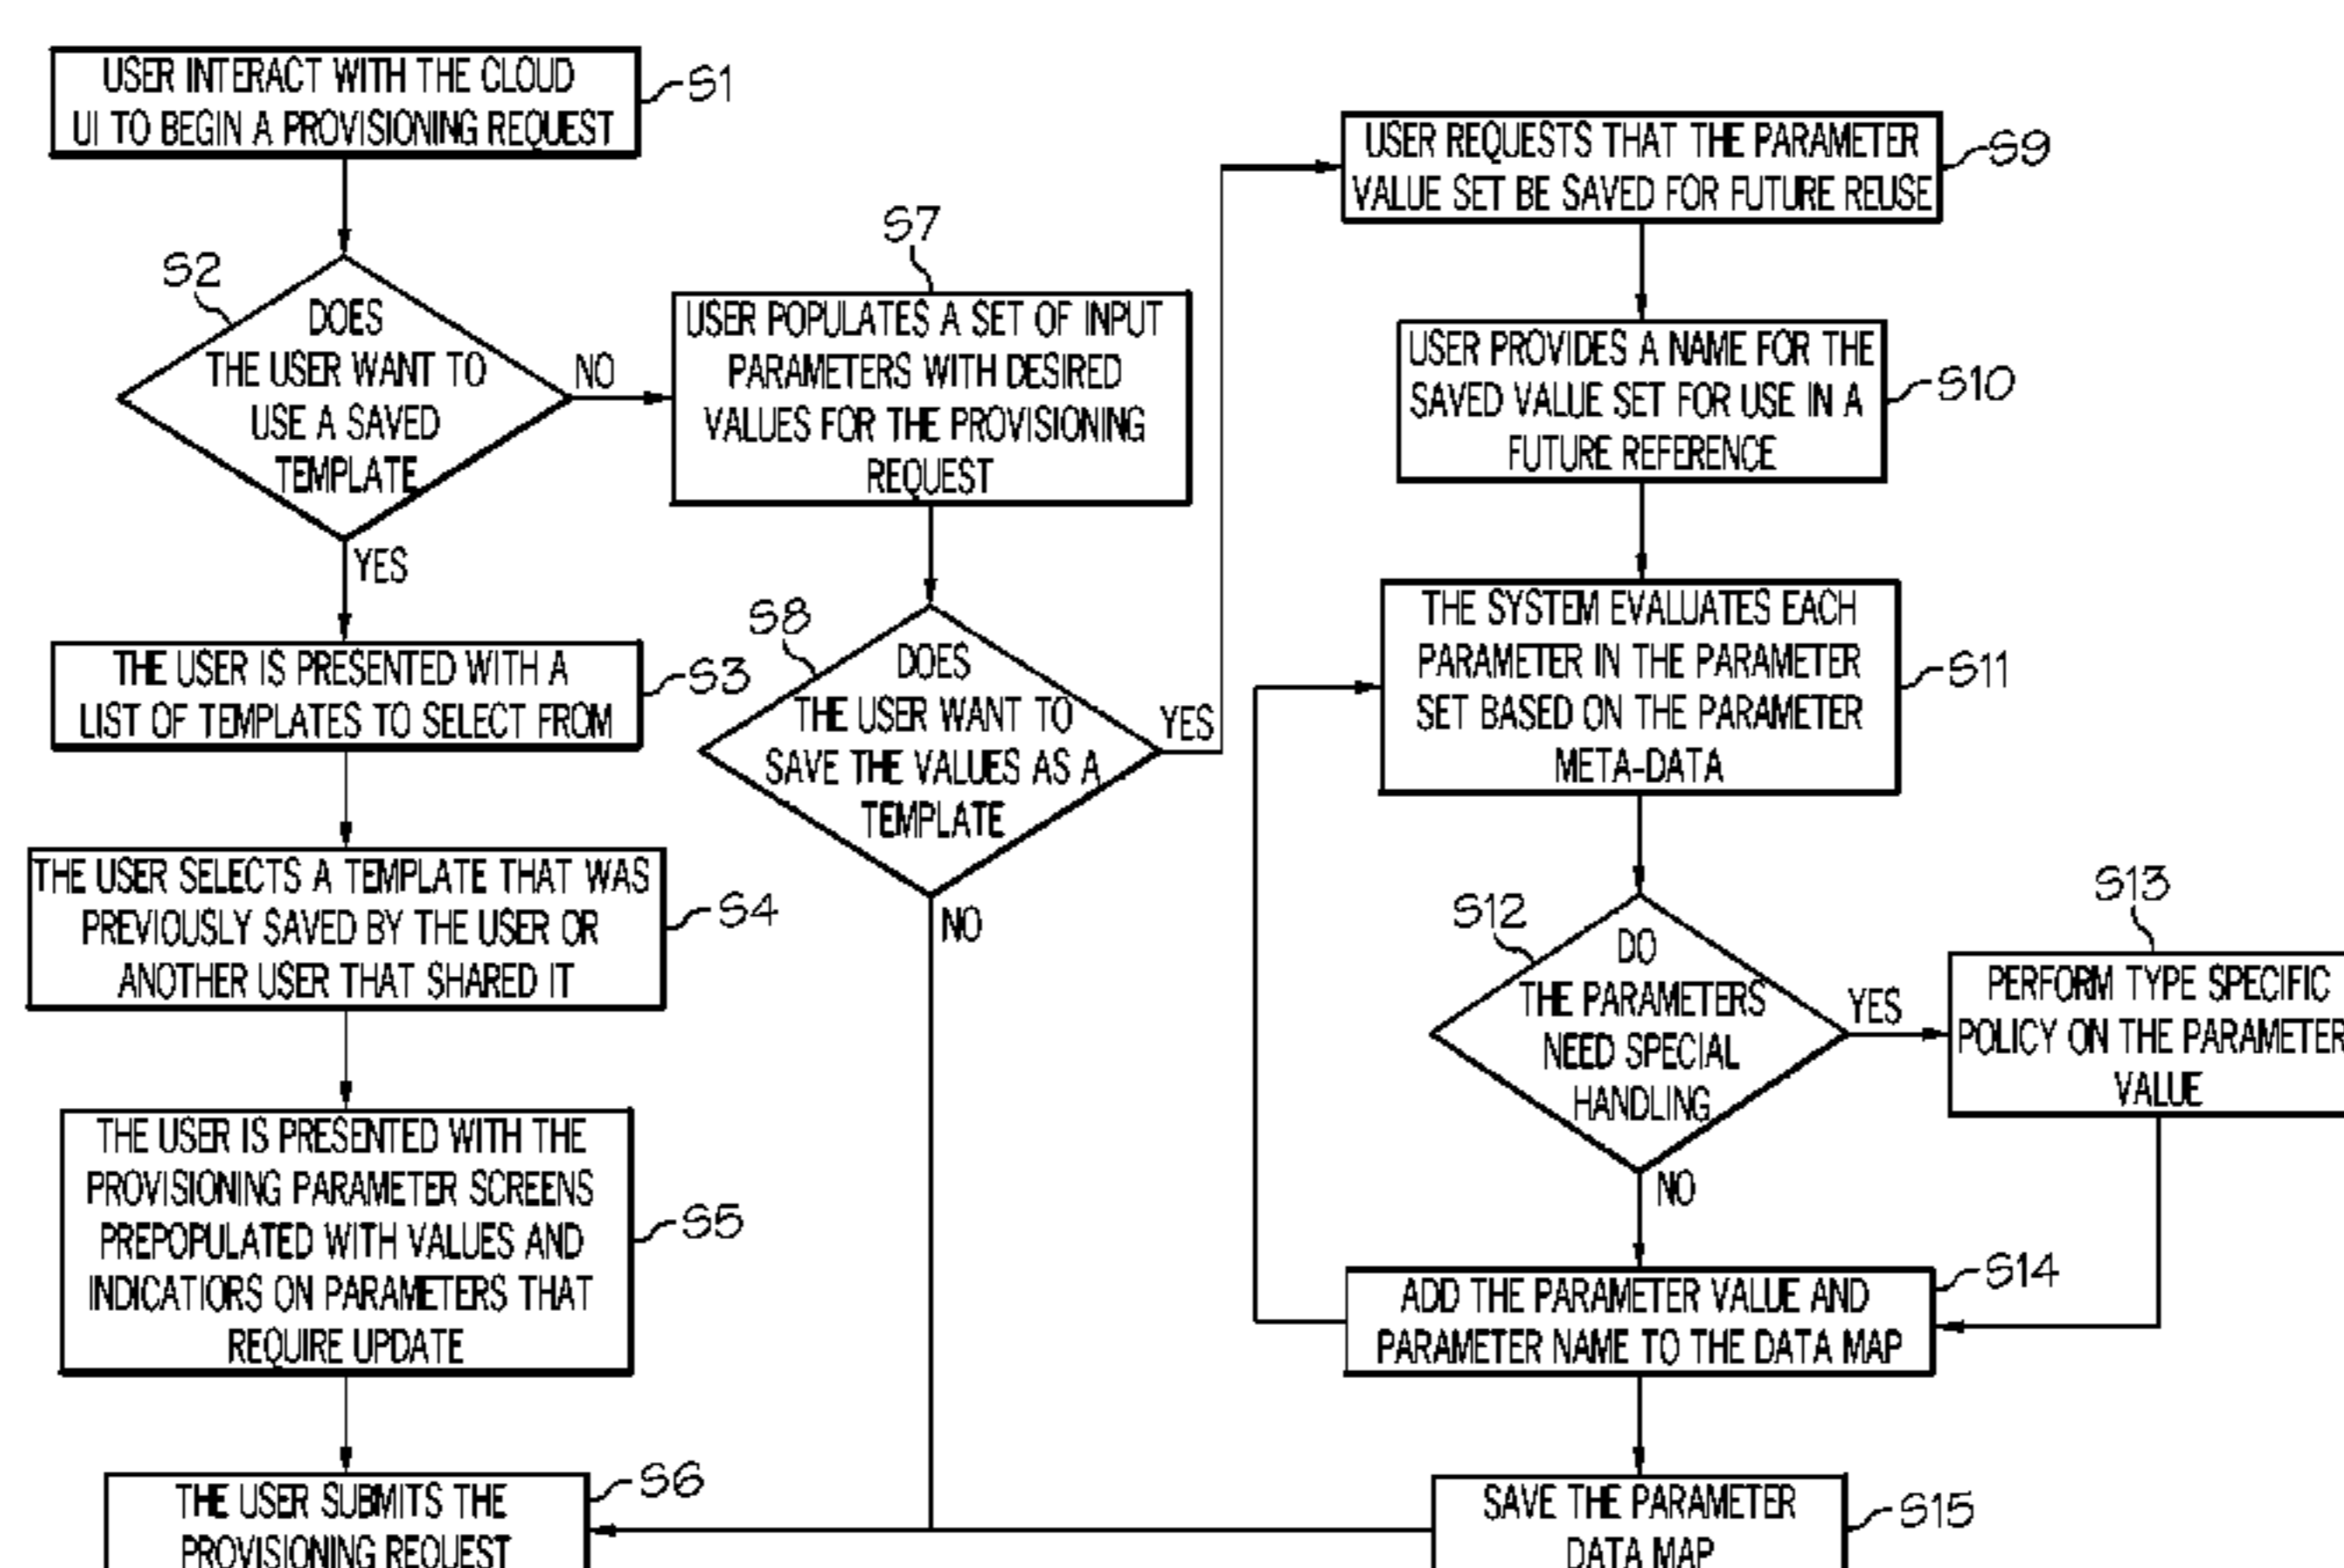 USER INTERACT WITH THE CLOUD
UI TO BEGIN A PROVISIONING REQUEST
S1
S2
DOES
THE USER WANT TO
USE A SAVED
TEMPLATE
NO
YES
THE USER IS PRESENTED WITH A
LIST OF TEMPLATES TO SELECT FROM
S3
THE USER SELECTS A TEMPLATE THAT WAS
PREVIOUSLY SAVED BY THE USER OR
ANOTHER USER THAT SHARED IT
S4
THE USER IS PRESENTED WITH THE
PROVISIONING PARAMETER SCREENS
PREPOPULATED WITH VALUES AND
INDICATIORS ON PARAMETERS THAT
REQUIRE UPDATE
S5
THE USER SUBMITS THE
PROVISIONING REQUEST
S6
S7
USER POPULATES A SET OF INPUT
PARAMETERS WITH DESIRED
VALUES FOR THE PROVISIONING
REQUEST
S8
DOES
THE USER WANT TO
SAVE THE VALUES AS A
TEMPLATE
YES
NO
USER REQUESTS THAT THE PARAMETER
VALUE SET BE SAVED FOR FUTURE REUSE
S9
USER PROVIDES A NAME FOR THE
SAVED VALUE SET FOR USE IN A
FUTURE REFERENCE
S10
THE SYSTEM EVALUATES EACH
PARAMETER IN THE PARAMETER
SET BASED ON THE PARAMETER
META-DATA
S11
S12
DO
THE PARAMETERS
NEED SPECIAL
HANDLING
YES
NO
S13
PERFORM TYPE SPECIFIC
POLICY ON THE PARAMETER
VALUE
ADD THE PARAMETER VALUE AND
PARAMETER NAME TO THE DATA MAP
S14
SAVE THE PARAMETER
DATA MAP
S15